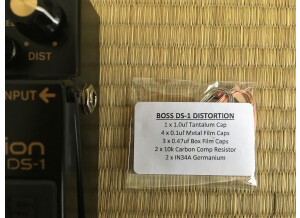 DIST
INPUT
ion
DS-1
BOSS DS-1 DISTORTION
1 x 1.0uf Tantalum Cap
4 x 0.1uf Metal Film Caps
3 x 0.47uf Box Film Caps
2 x 10k Carbon Comp Resistor
2 x IN34A Germanium